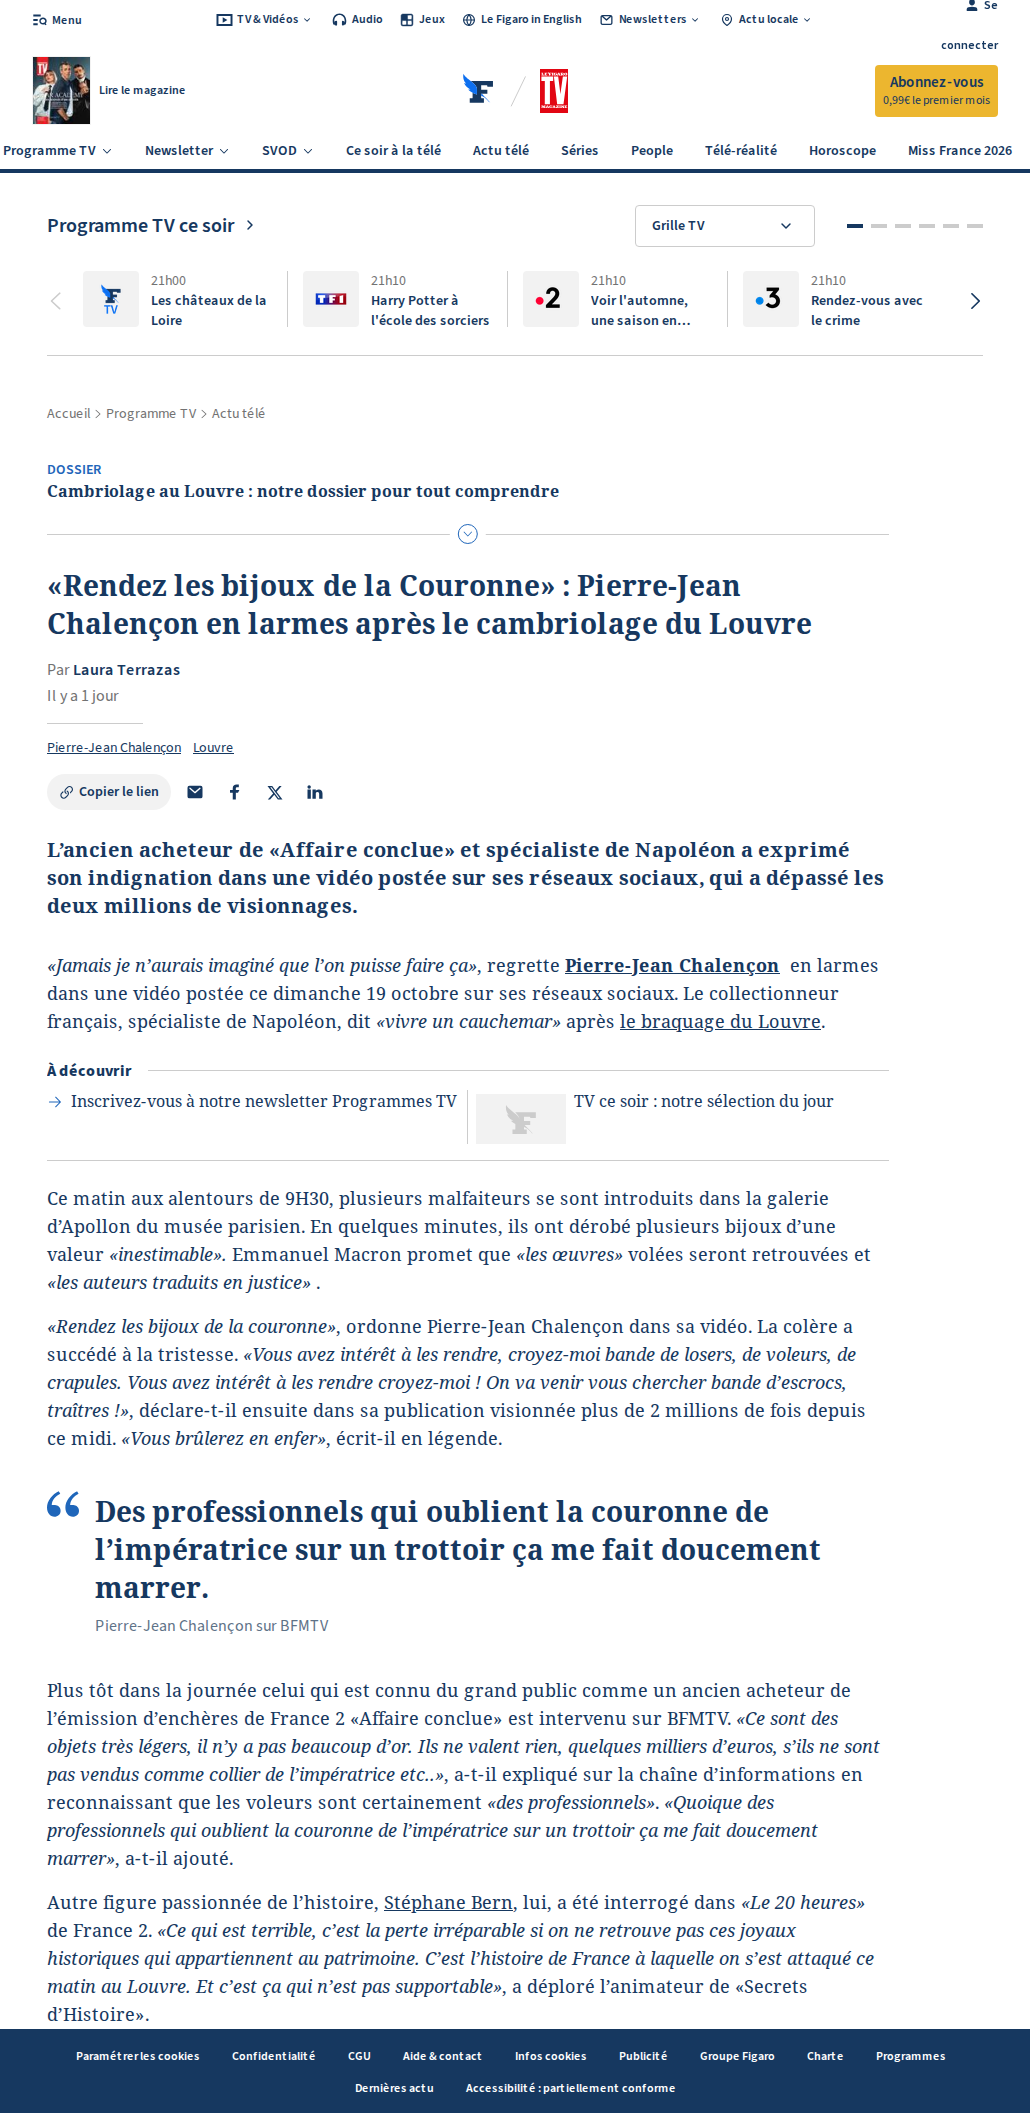 Menu
TV & Vidéos
Audio
Jeux
Le Figaro in English
Newsletters
Actu locale
Se connecter
Lire le magazine
LE FIGARO
TV
MAGAZINE
Abonnez-vous
0,99€ le premier mois
Programme TV
Newsletter
SVOD
Ce soir à la télé
Actu télé
Séries
People
Télé-réalité
Horoscope
Miss France 2026
Programme TV ce soir
Grille TV
TV
21h00
Les châteaux de la
Loire
TF1
21h10
Harry Potter à
l'école des sorciers
2
21h10
Voir l'automne,
une saison en…
3
21h10
Rendez-vous avec
le crime
Accueil > Programme TV > Actu télé
DOSSIER
Cambriolage au Louvre : notre dossier pour tout comprendre
«Rendez les bijoux de la Couronne» : Pierre-Jean
Chalençon en larmes après le cambriolage du Louvre
Par Laura Terrazas
Il y a 1 jour
Pierre-Jean Chalençon Louvre
Copier le lien
L’ancien acheteur de «Affaire conclue» et spécialiste de Napoléon a exprimé
son indignation dans une vidéo postée sur ses réseaux sociaux, qui a dépassé les
deux millions de visionnages.
«Jamais je n’aurais imaginé que l’on puisse faire ça», regrette Pierre-Jean Chalençon en larmes
dans une vidéo postée ce dimanche 19 octobre sur ses réseaux sociaux. Le collectionneur
français, spécialiste de Napoléon, dit «vivre un cauchemar» après le braquage du Louvre.
À découvrir
Inscrivez-vous à notre newsletter Programmes TV
TV ce soir : notre sélection du jour
Ce matin aux alentours de 9H30, plusieurs malfaiteurs se sont introduits dans la galerie
d’Apollon du musée parisien. En quelques minutes, ils ont dérobé plusieurs bijoux d’une
valeur «inestimable». Emmanuel Macron promet que «les œuvres» volées seront retrouvées et
«les auteurs traduits en justice» .
«Rendez les bijoux de la couronne», ordonne Pierre-Jean Chalençon dans sa vidéo. La colère a
succédé à la tristesse. «Vous avez intérêt à les rendre, croyez-moi bande de losers, de voleurs, de
crapules. Vous avez intérêt à les rendre croyez-moi ! On va venir vous chercher bande d’escrocs,
traîtres !», déclare-t-il ensuite dans sa publication visionnée plus de 2 millions de fois depuis
ce midi. «Vous brûlerez en enfer», écrit-il en légende.
“ Des professionnels qui oublient la couronne de
l’impératrice sur un trottoir ça me fait doucement
marrer.
Pierre-Jean Chalençon sur BFMTV
Plus tôt dans la journée celui qui est connu du grand public comme un ancien acheteur de
l’émission d’enchères de France 2 «Affaire conclue» est intervenu sur BFMTV. «Ce sont des
objets très légers, il n’y a pas beaucoup d’or. Ils ne valent rien, quelques milliers d’euros, s’ils ne sont
pas vendus comme collier de l’impératrice etc..», a-t-il expliqué sur la chaîne d’informations en
reconnaissant que les voleurs sont certainement «des professionnels». «Quoique des
professionnels qui oublient la couronne de l’impératrice sur un trottoir ça me fait doucement
marrer», a-t-il ajouté.
Autre figure passionnée de l’histoire, Stéphane Bern, lui, a été interrogé dans «Le 20 heures»
de France 2. «Ce qui est terrible, c’est la perte irréparable si on ne retrouve pas ces joyaux
historiques qui appartiennent au patrimoine. C’est l’histoire de France à laquelle on s’est attaqué ce
matin au Louvre. Et c’est ça qui n’est pas supportable», a déploré l’animateur de «Secrets
d’Histoire».
Paramétrer les cookies
Confidentialité
CGU
Aide & contact
Infos cookies
Publicité
Groupe Figaro
Charte
Programmes
Dernières actu
Accessibilité : partiellement conforme